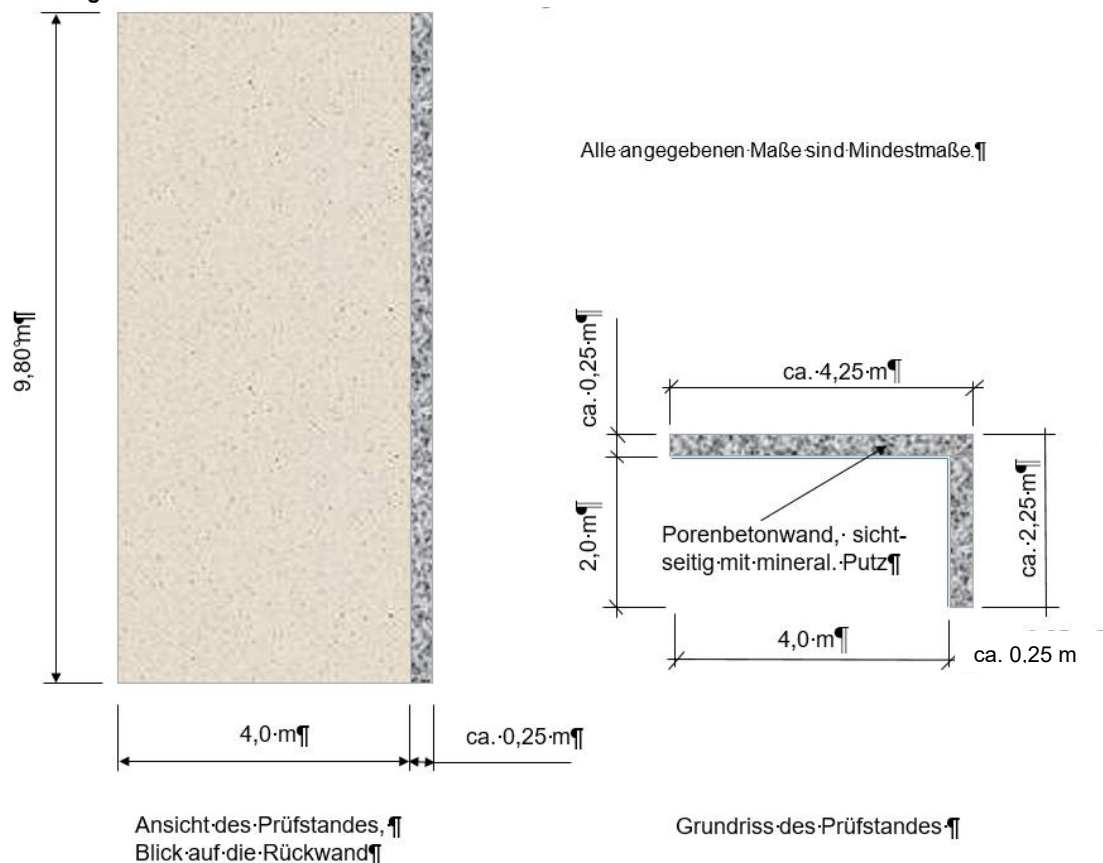 Alle·angegebenen·Maße·sind·Mindestmaße.¶
9,80°m¶
4,0·m¶
ca.·0,25·m¶
Ansicht·des·Prüfstandes,¶
Blick·auf·die·Rückwand¶
ca.·0,25·m¶
ca.·4,25·m¶
2,0·m¶
Porenbetonwand,· sicht-
seitig·mit·mineral.·Putz¶
ca.·2,25·m¶
4,0·m¶
ca. 0,25 m
Grundriss·des·Prüfstandes¶